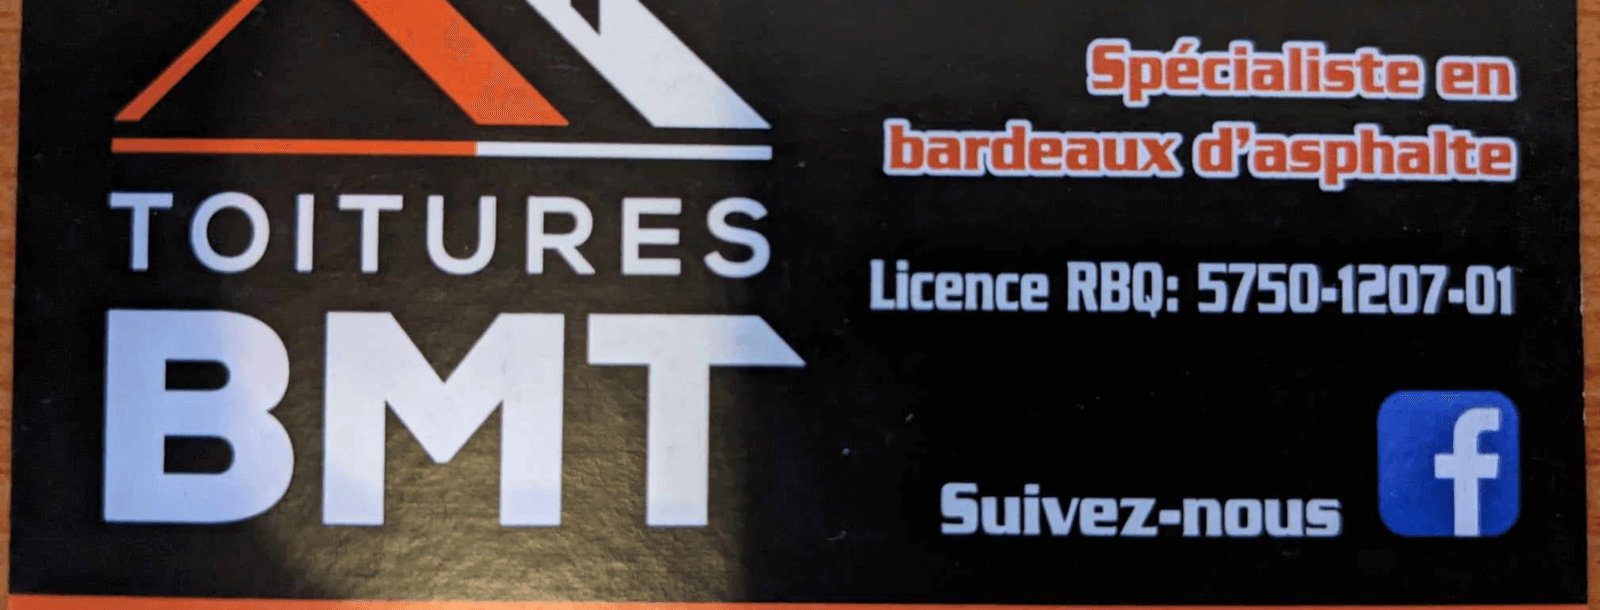 TOITURES
BMT
Spécialiste en
bardeaux d'asphalte
Licence RBQ: 5750-1207-01
Suivez-nous
f